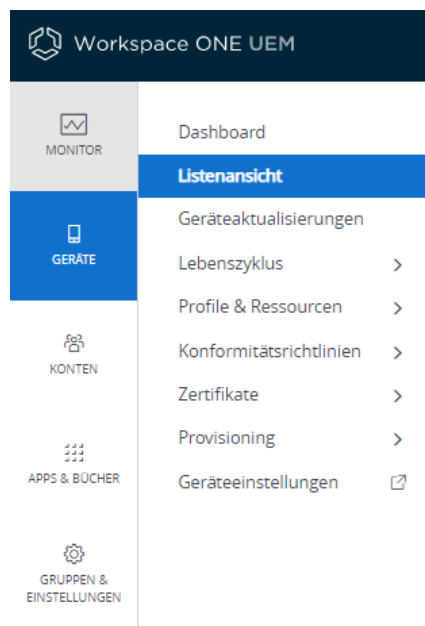 Workspace ONE UEM
MONITOR
GERÄTE
KONTEN
APPS & BÜCHER
GRUPPEN &
EINSTELLUNGEN
Dashboard
Listenansicht
Geräteaktualisierungen
Lebenszyklus
Profile & Ressourcen
Konformitätsrichtlinien
Zertifikate
Provisioning
Geräteeinstellungen